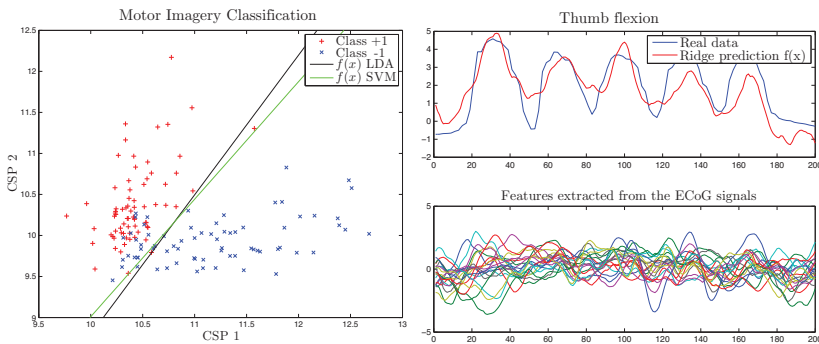 Motor Imagery Classification
12.5
12
11.5
11
10.5
10
9.5
9
CSP 2
Class +1
Class -1
f(x) LDA
f(x) SVM
9.5 10 10.5 11 11.5 12 12.5 13
CSP 1
Thumb flexion
5
4
3
2
1
0
−1
−2
Real data
Ridge prediction f(x)
0 20 40 60 80 100 120 140 160 180 200
Features extracted from the ECoG signals
5
0
−5
0 20 40 60 80 100 120 140 160 180 200